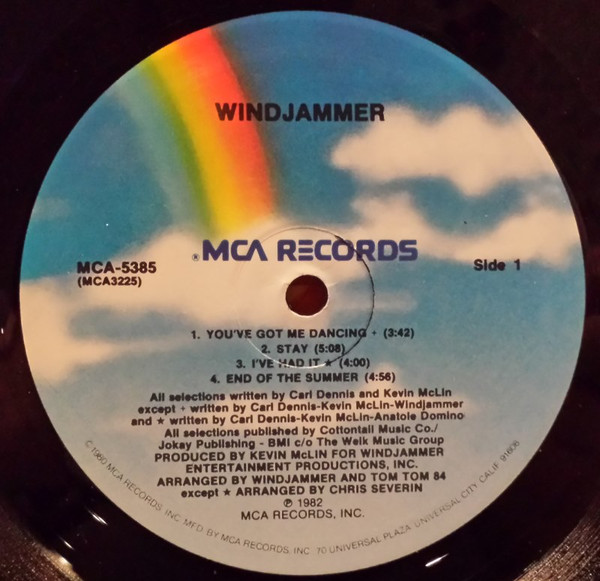 WINDJAMMER
® MCA RECORDS
MCA-5385
(MCA3225)
Side 1
1. YOU'VE GOT ME DANCING + (3:42)
2. STAY (5:08)
3. I'VE HAD IT ★ (4:00)
4. END OF THE SUMMER (4:56)
All selections written by Carl Dennis and Kevin McLin
except + written by Carl Dennis-Kevin McLin-Windjammer
and ★ written by Carl Dennis-Kevin McLin-Anatole Domino
All selections published by Cottontail Music Co./
Jokay Publishing - BMI c/o The Welk Music Group
PRODUCED BY KEVIN McLIN FOR WINDJAMMER
ENTERTAINMENT PRODUCTIONS, INC.
ARRANGED BY WINDJAMMER AND TOM TOM 84
except ★ ARRANGED BY CHRIS SEVERIN
℗ 1982
MCA RECORDS, INC.
© 1980 MCA RECORDS, INC. MFD. BY MCA RECORDS, INC. 70 UNIVERSAL PLAZA, UNIVERSAL CITY, CALIF. 91608